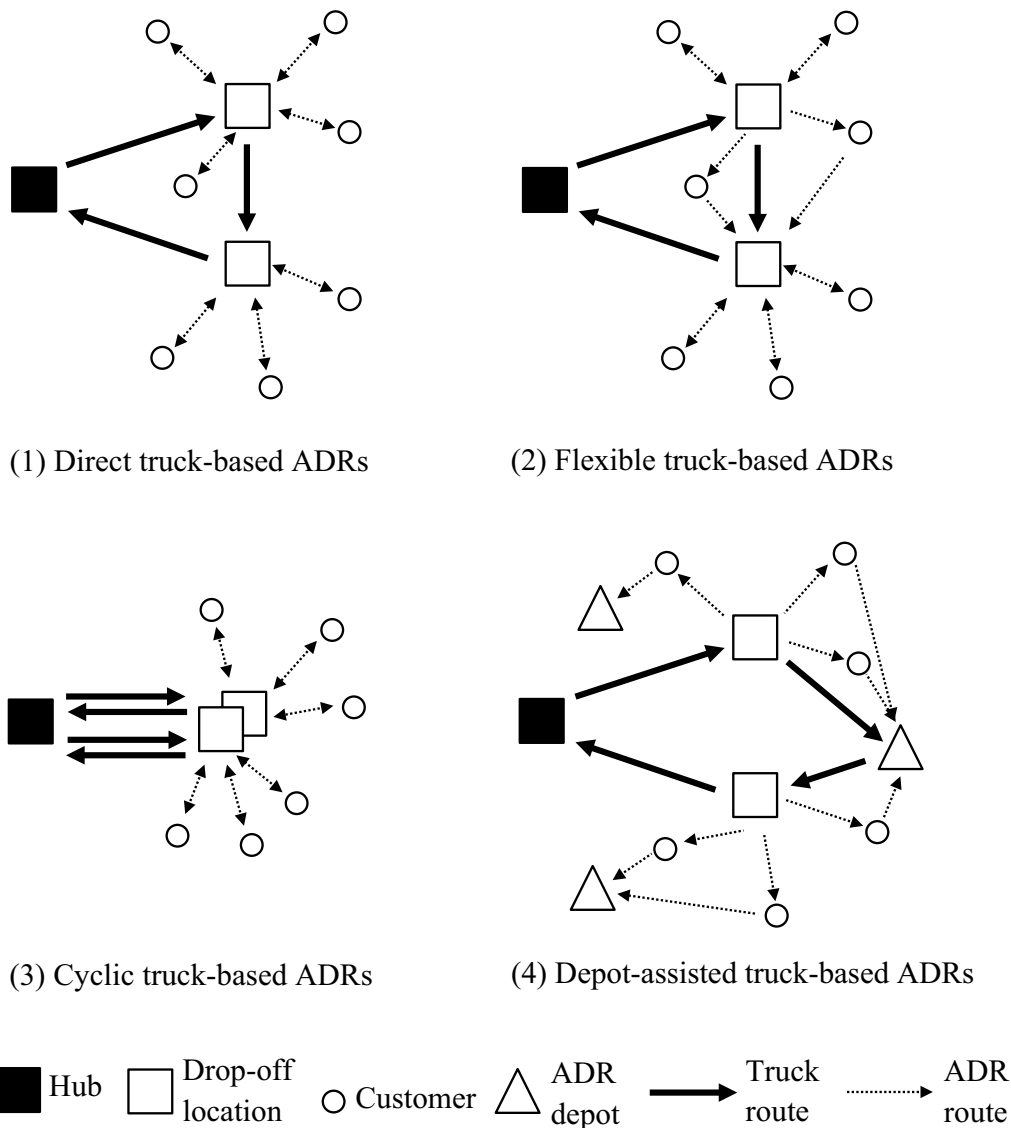 (1) Direct truck-based ADRs
(2) Flexible truck-based ADRs
(3) Cyclic truck-based ADRs
(4) Depot-assisted truck-based ADRs
Hub
Drop-off
location
Customer
ADR
depot
Truck
route
ADR
route